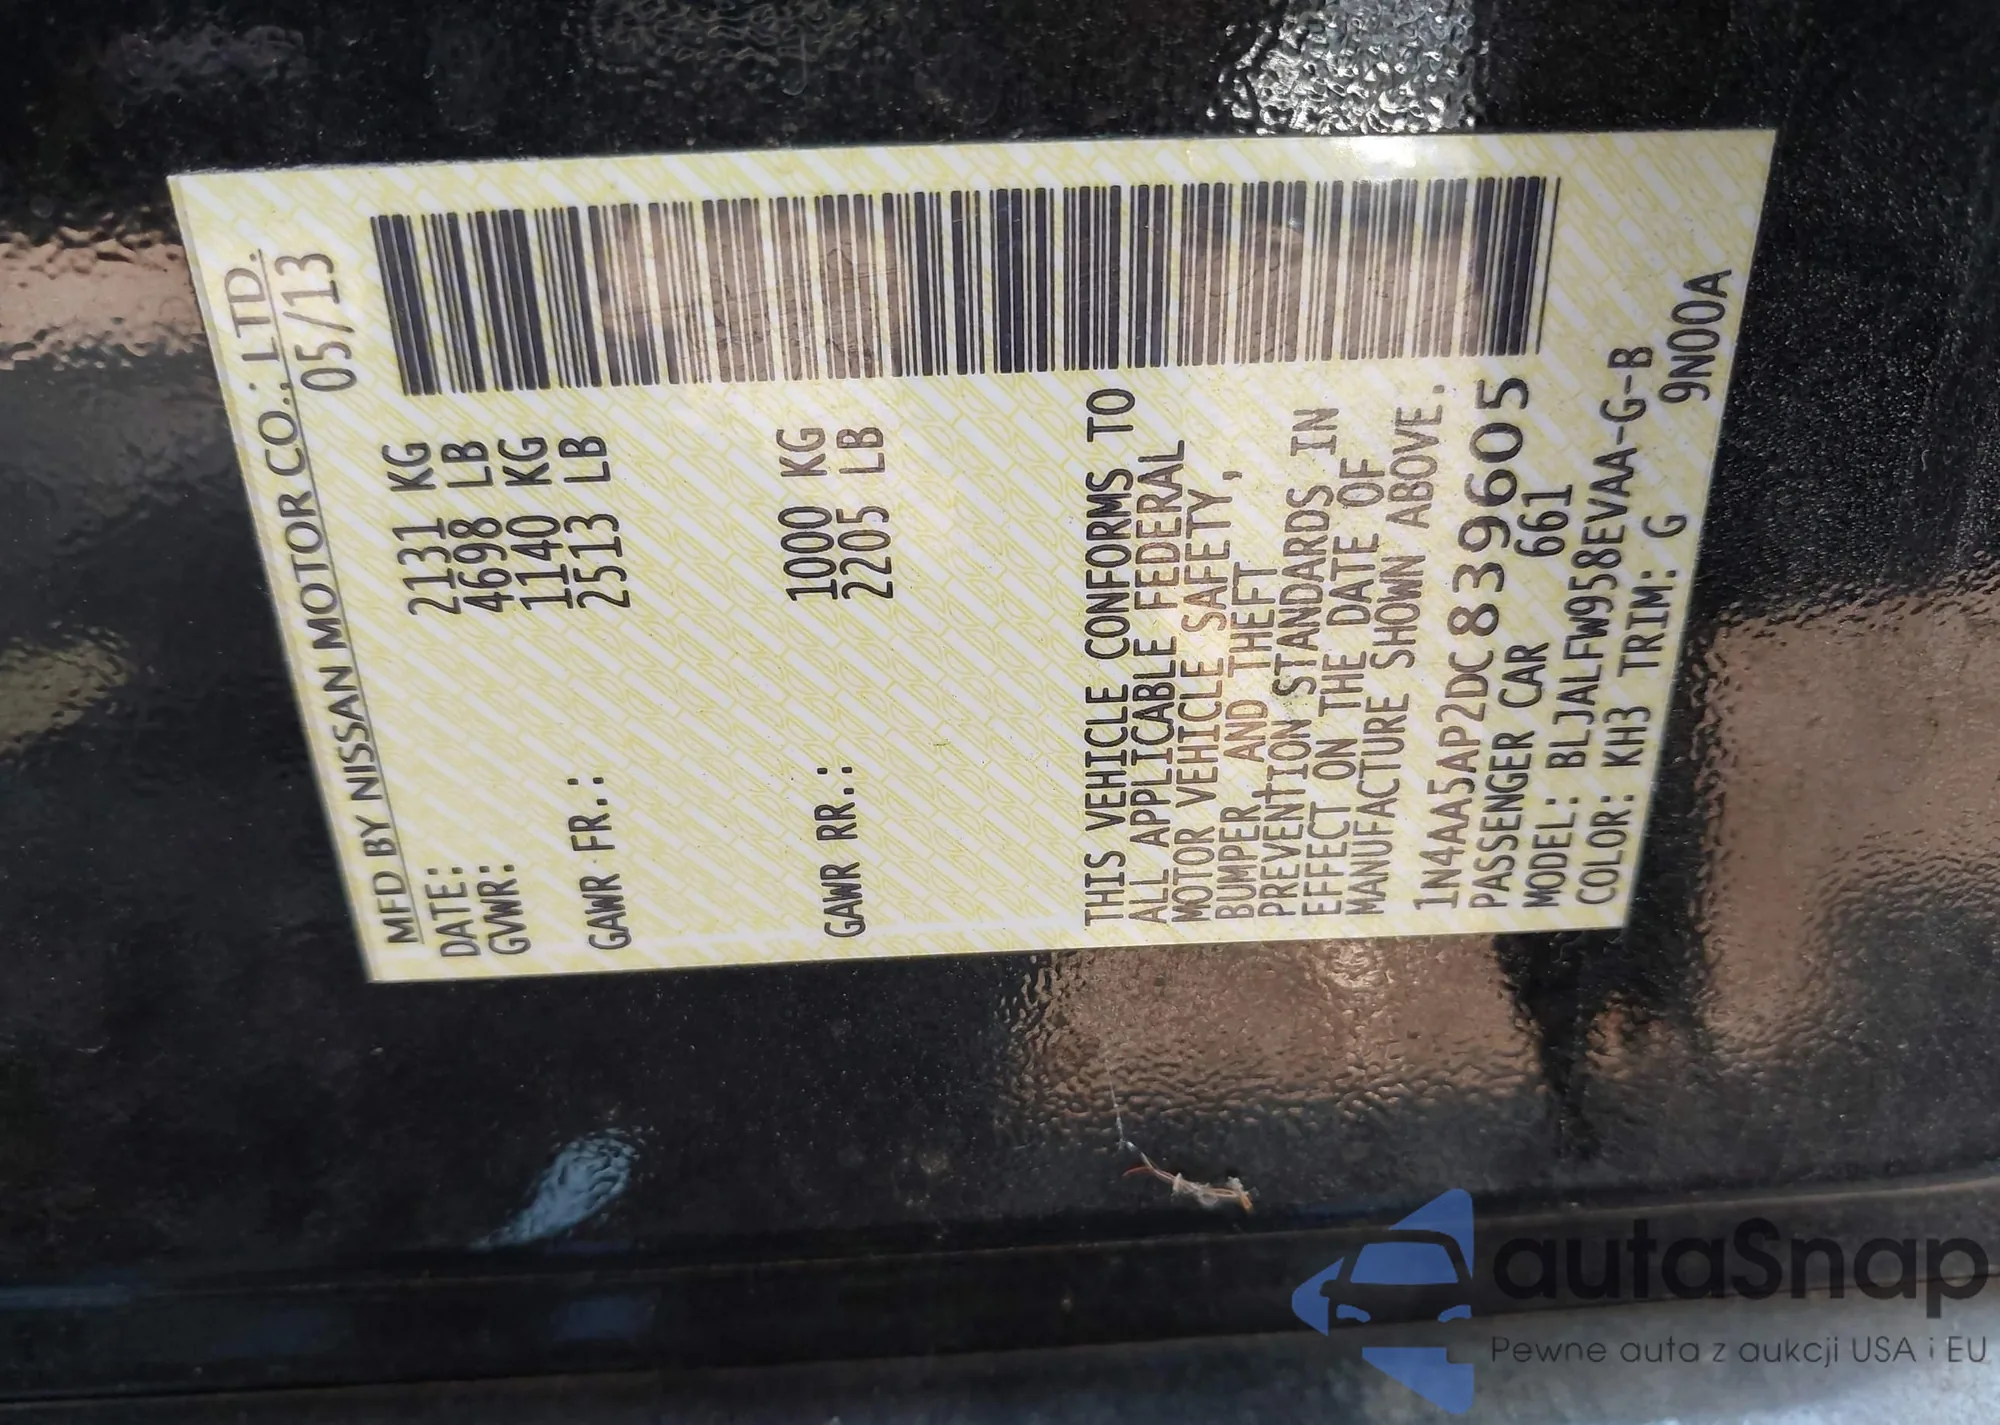 MFD BY NISSAN MOTOR CO., LTD.
DATE: 05/13
GVWR: 2131 KG
4698 LB
GAWR FR.: 1140 KG
2513 LB
GAWR RR.: 1000 KG
2205 LB
THIS VEHICLE CONFORMS TO
ALL APPLICABLE FEDERAL
MOTOR VEHICLE SAFETY,
BUMPER, AND THEFT
PREVENTION STANDARDS IN
EFFECT ON THE DATE OF
MANUFACTURE SHOWN ABOVE.
1N4AA5AP2DC839605
PASSENGER CAR 661
MODEL: BLJALFW958EVAA-G-B
COLOR: KH3 TRIM: G 9N00A
autaSnap
Pewne auta z aukcji USA i EU